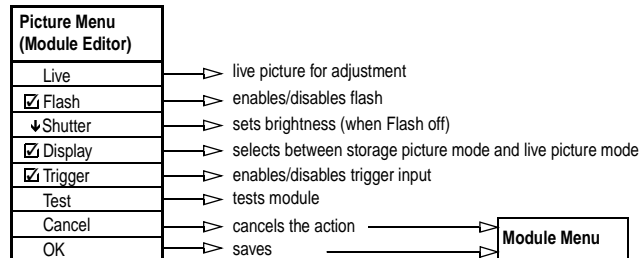 Picture Menu
(Module Editor)
Live live picture for adjustment
Flash enables/disables flash
Shutter sets brightness (when Flash off)
Display selects between storage picture mode and live picture mode
Trigger enables/disables trigger input
Test tests module
Cancel cancels the action
OK saves
Module Menu